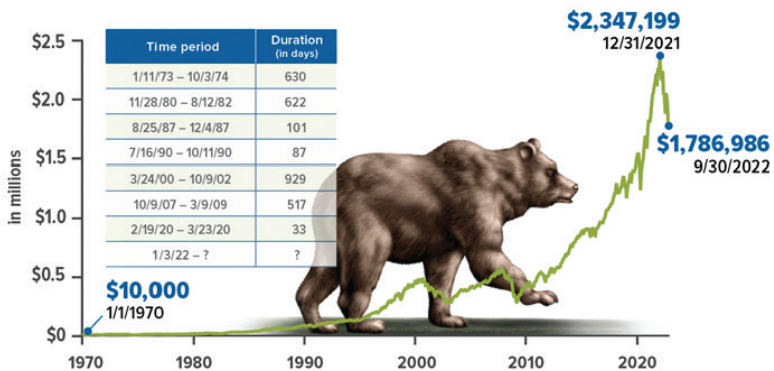 $2,347,199
12/31/2021
$1,786,986
9/30/2022
in millions
$2.5
$2.0
$1.5
$1.0
$0.5
$0
Time period Duration (in days)
1/11/73 – 10/3/74 630
11/28/80 – 8/12/82 622
8/25/87 – 12/4/87 101
7/16/90 – 10/11/90 87
3/24/00 – 10/9/02 929
10/9/07 – 3/9/09 517
2/19/20 – 3/23/20 33
1/3/22 – ? ?
$10,000
1/1/1970
1970 1980 1990 2000 2010 2020